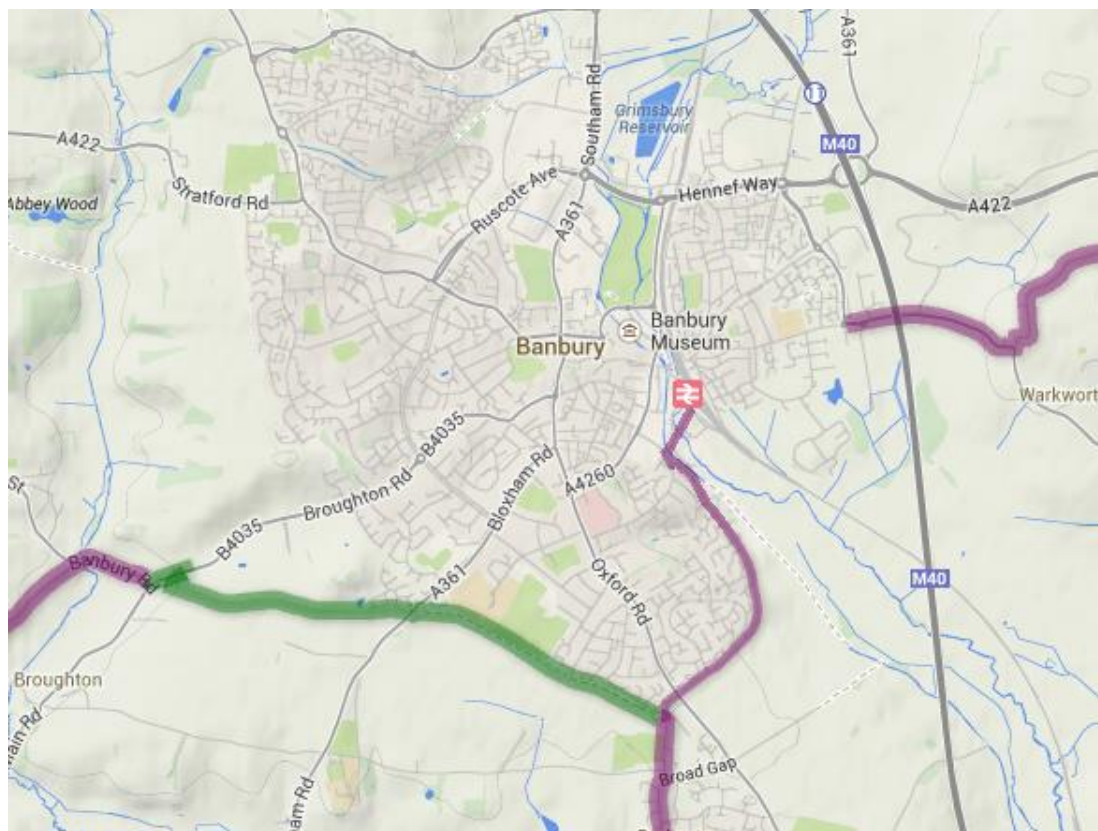 A361
11
M40
Grimsbury
Reservoir
Southam Rd
A422
Stratford Rd
Abbey Wood
Ruscote Ave
A361
Hennef Way
A422
Banbury
Museum
Banbury
Warkwort
B4035
Broughton Rd
B4035
Bloxham Rd
A4260
St
Banbury Rd
A361
Oxford Rd
M40
Broughton
ain Rd
Broad Gap
am Rd